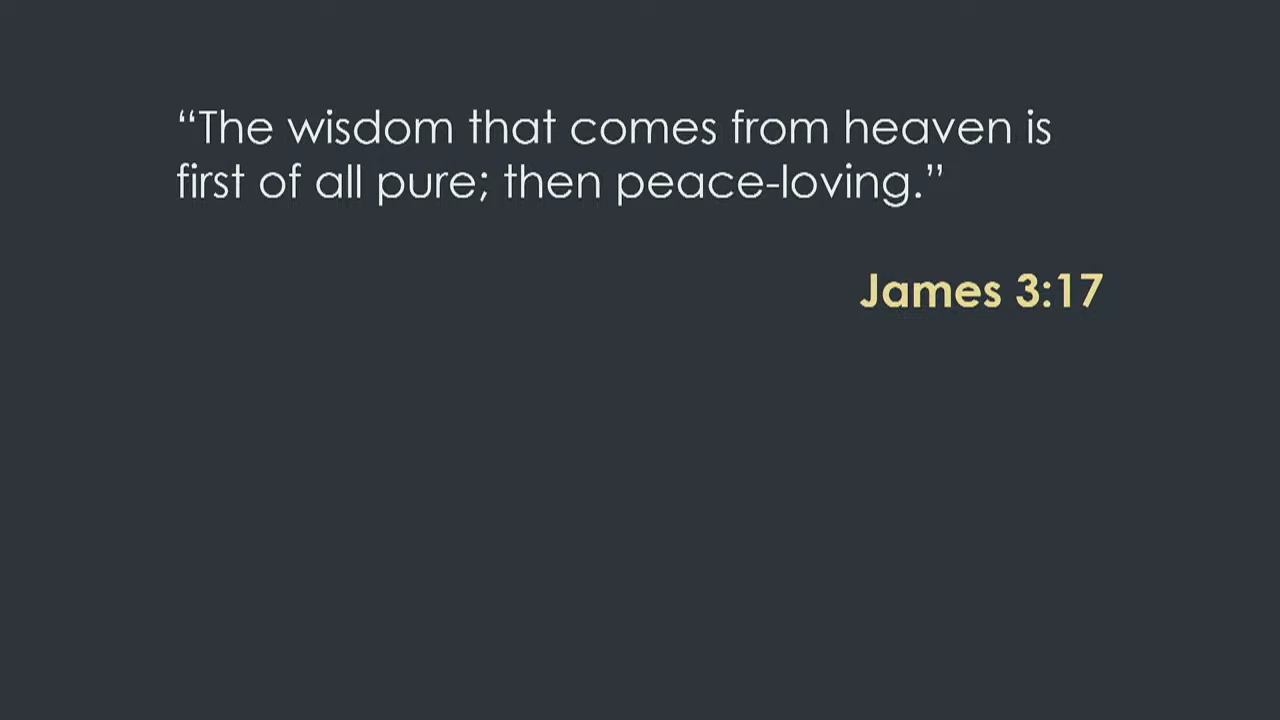 “The wisdom that comes from heaven is
first of all pure; then peace-loving.”
James 3:17